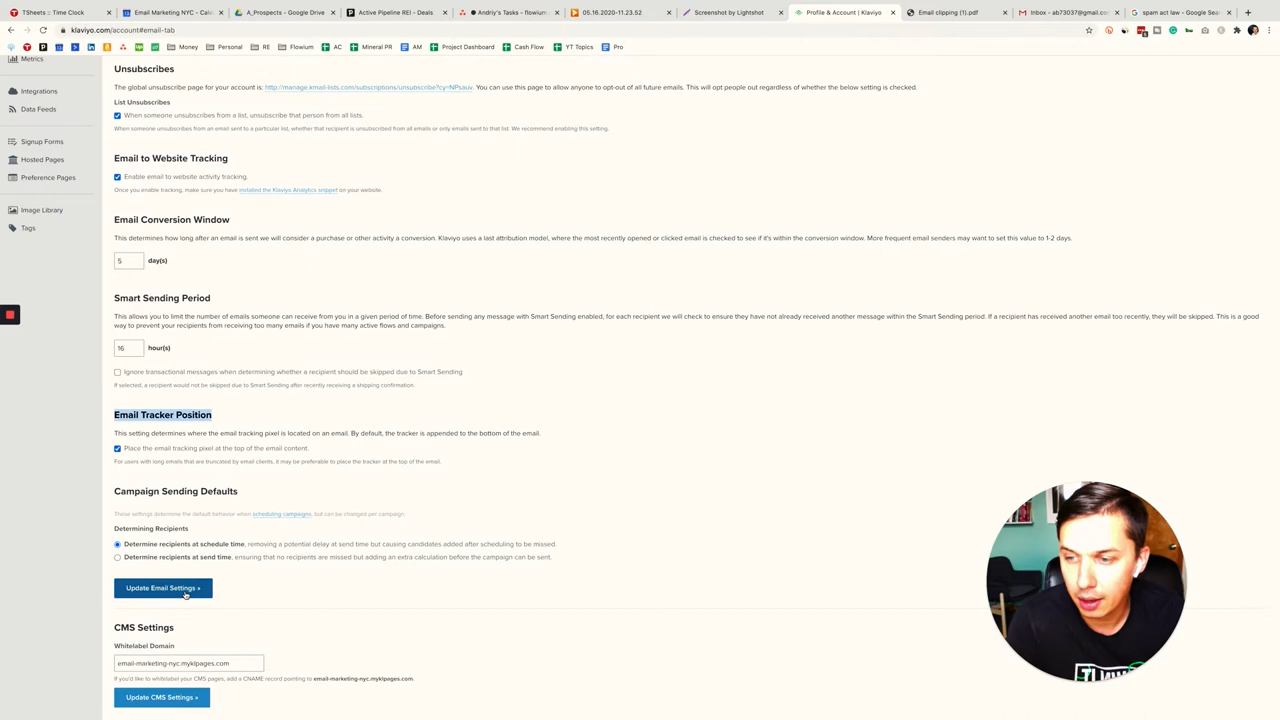 TSheets :: Time Clock
Email Marketing NYC - Cale
A_Prospects - Google Drive
Active Pipeline REI - Deals
Andriy's Tasks - flowium
05.16.2020-11.23.52
Screenshot by Lightshot
Profile & Account | Klaviyo
Email clipping (1).pdf
Inbox - ab73037@gmail.co
spam act law - Google Sea
klaviyo.com/account#email-tab
Money
Personal
RE
Flowium
AC
Mineral PR
AM
Project Dashboard
Cash Flow
YT Topics
Pro
Metrics
Integrations
Data Feeds
Signup Forms
Hosted Pages
Preference Pages
Image Library
Tags
Unsubscribes
The global unsubscribe page for your account is: http://manage.kmail-lists.com/subscriptions/unsubscribe?cy=NPsauv. You can use this page to allow anyone to opt-out of all future emails. This will opt people out regardless of whether the below setting is checked.
List Unsubscribes
When someone unsubscribes from a list, unsubscribe that person from all lists.
When someone unsubscribes from an email sent to a particular list, whether that recipient is unsubscribed from all emails or only emails sent to that list. We recommend enabling this setting.
Email to Website Tracking
Enable email to website activity tracking.
Once you enable tracking, make sure you have installed the Klaviyo Analytics snippet on your website.
Email Conversion Window
This determines how long after an email is sent we will consider a purchase or other activity a conversion. Klaviyo uses a last attribution model, where the most recently opened or clicked email is checked to see if it's within the conversion window. More frequent email senders may want to set this value to 1-2 days.
5 day(s)
Smart Sending Period
This allows you to limit the number of emails someone can receive from you in a given period of time. Before sending any message with Smart Sending enabled, for each recipient we will check to ensure they have not already received another message within the Smart Sending period. If a recipient has received another email too recently, they will be skipped. This is a good
way to prevent your recipients from receiving too many emails if you have many active flows and campaigns.
16 hour(s)
Ignore transactional messages when determining whether a recipient should be skipped due to Smart Sending
If selected, a recipient would not be skipped due to Smart Sending after recently receiving a shipping confirmation.
Email Tracker Position
This setting determines where the email tracking pixel is located on an email. By default, the tracker is appended to the bottom of the email.
Place the email tracking pixel at the top of the email content.
For users with long emails that are truncated by email clients, it may be preferable to place the tracker at the top of the email.
Campaign Sending Defaults
These settings determine the default behavior when scheduling campaigns, but can be changed per campaign.
Determining Recipients
Determine recipients at schedule time, removing a potential delay at send time but causing candidates added after scheduling to be missed.
Determine recipients at send time, ensuring that no recipients are missed but adding an extra calculation before the campaign can be sent.
Update Email Settings »
CMS Settings
Whitelabel Domain
email-marketing-nyc.myklpages.com
If you'd like to whitelabel your CMS pages, add a CNAME record pointing to email-marketing-nyc.myklpages.com.
Update CMS Settings »